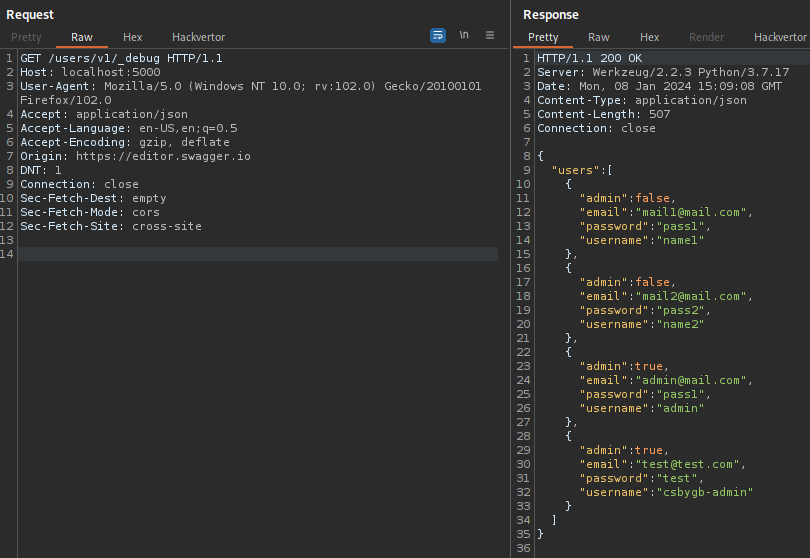 Request
Pretty Raw Hex Hackvertor \n
1 GET /users/v1/_debug HTTP/1.1
2 Host: localhost:5000
3 User-Agent: Mozilla/5.0 (Windows NT 10.0; rv:102.0) Gecko/20100101
Firefox/102.0
4 Accept: application/json
5 Accept-Language: en-US,en;q=0.5
6 Accept-Encoding: gzip, deflate
7 Origin: https://editor.swagger.io
8 DNT: 1
9 Connection: close
10 Sec-Fetch-Dest: empty
11 Sec-Fetch-Mode: cors
12 Sec-Fetch-Site: cross-site
13
14
Response
Pretty Raw Hex Render Hackvertor
1 HTTP/1.1 200 OK
2 Server: Werkzeug/2.2.3 Python/3.7.17
3 Date: Mon, 08 Jan 2024 15:09:08 GMT
4 Content-Type: application/json
5 Content-Length: 507
6 Connection: close
7
8 {
9 "users":[
10 {
11 "admin":false,
12 "email":"mail1@mail.com",
13 "password":"pass1",
14 "username":"name1"
15 },
16 {
17 "admin":false,
18 "email":"mail2@mail.com",
19 "password":"pass2",
20 "username":"name2"
21 },
22 {
23 "admin":true,
24 "email":"admin@mail.com",
25 "password":"pass1",
26 "username":"admin"
27 },
28 {
29 "admin":true,
30 "email":"test@test.com",
31 "password":"test",
32 "username":"csbygb-admin"
33 }
34 ]
35 }
36